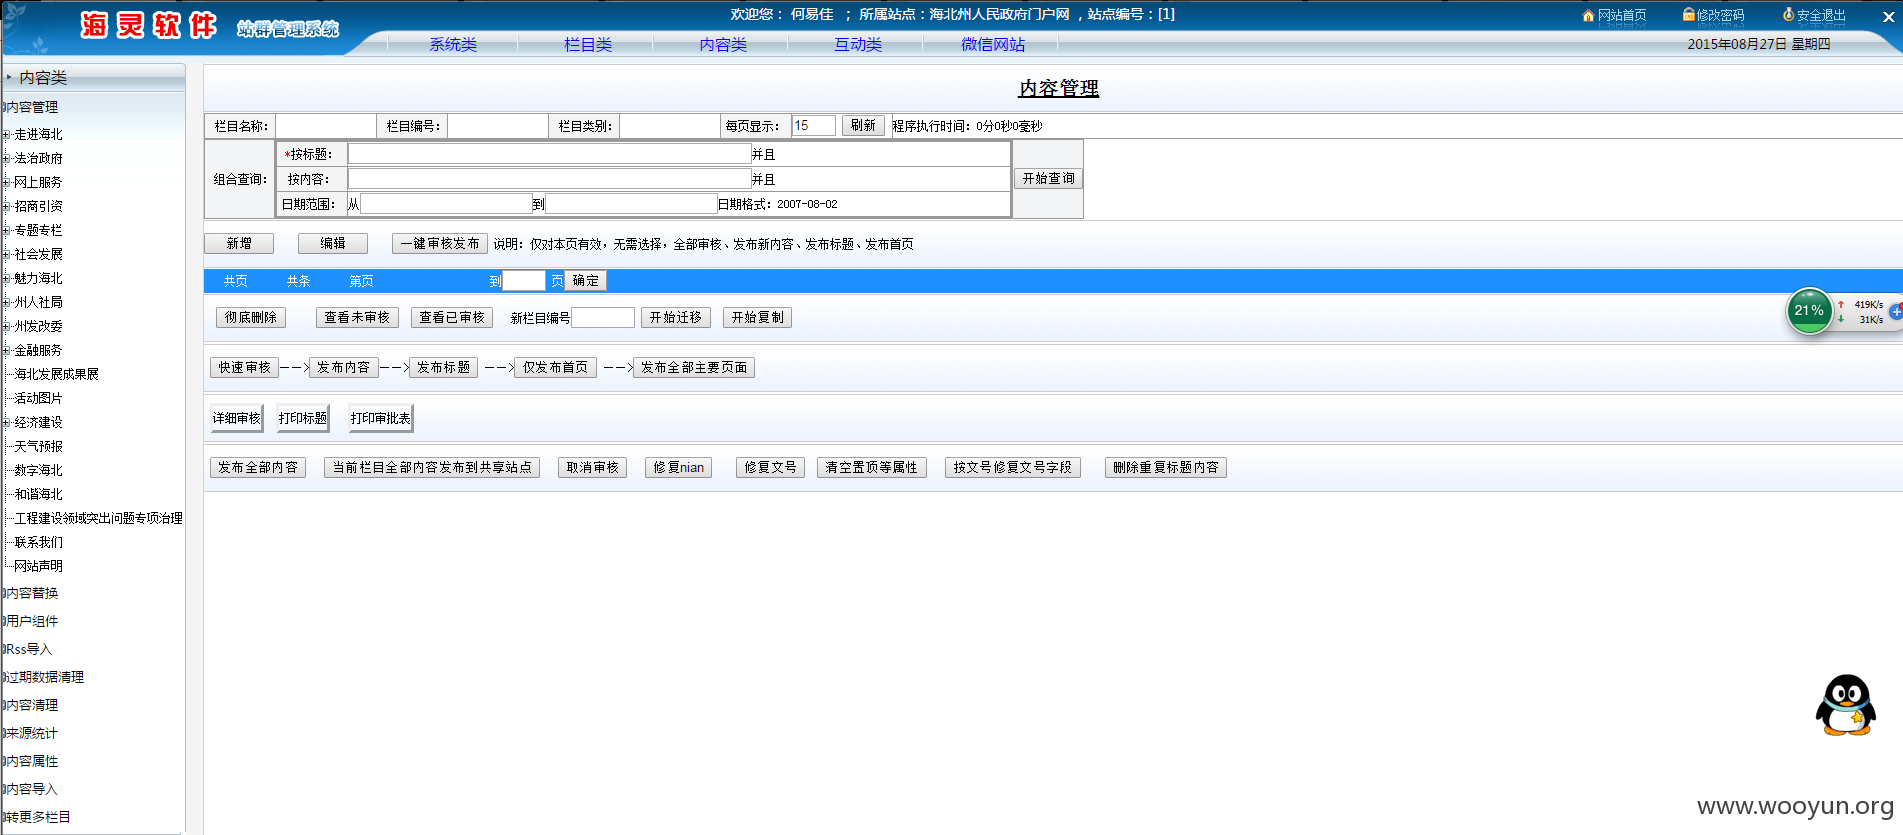 海灵软件 站群管理系统
欢迎您： 何易佳 ； 所属站点：海北州人民政府门户网 ，站点编号：[1]
网站首页 修改密码 安全退出
系统类 栏目类 内容类 互动类 微信网站
2015年08月27日 星期四
内容类
内容管理
走进海北
法治政府
网上服务
招商引资
专题专栏
社会发展
魅力海北
州人社局
州发改委
金融服务
海北发展成果展
活动图片
经济建设
天气预报
数字海北
和谐海北
工程建设领域突出问题专项治理
联系我们
网站声明
内容替换
用户组件
Rss导入
过期数据清理
内容清理
来源统计
内容属性
内容导入
转更多栏目
内容管理
栏目名称： 栏目编号： 栏目类别： 每页显示： 15 刷新 程序执行时间：0分0秒0毫秒
组合查询：
*按标题： 并且
按内容： 并且
日期范围： 从 到 日期格式：2007-08-02
开始查询
新增 编辑 一键审核发布 说明：仅对本页有效，无需选择，全部审核、发布新内容、发布标题、发布首页
共页 共条 第页 到 页 确定
彻底删除 查看未审核 查看已审核 新栏目编号 开始迁移 开始复制
快速审核 ——> 发布内容 ——> 发布标题 ——> 仅发布首页 ——> 发布全部主要页面
详细审核 打印标题 打印审批表
发布全部内容 当前栏目全部内容发布到共享站点 取消审核 修复nian 修复文号 清空置顶等属性 按文号修复文号字段 删除重复标题内容
21% 419K/s
31K/s
www.wooyun.org